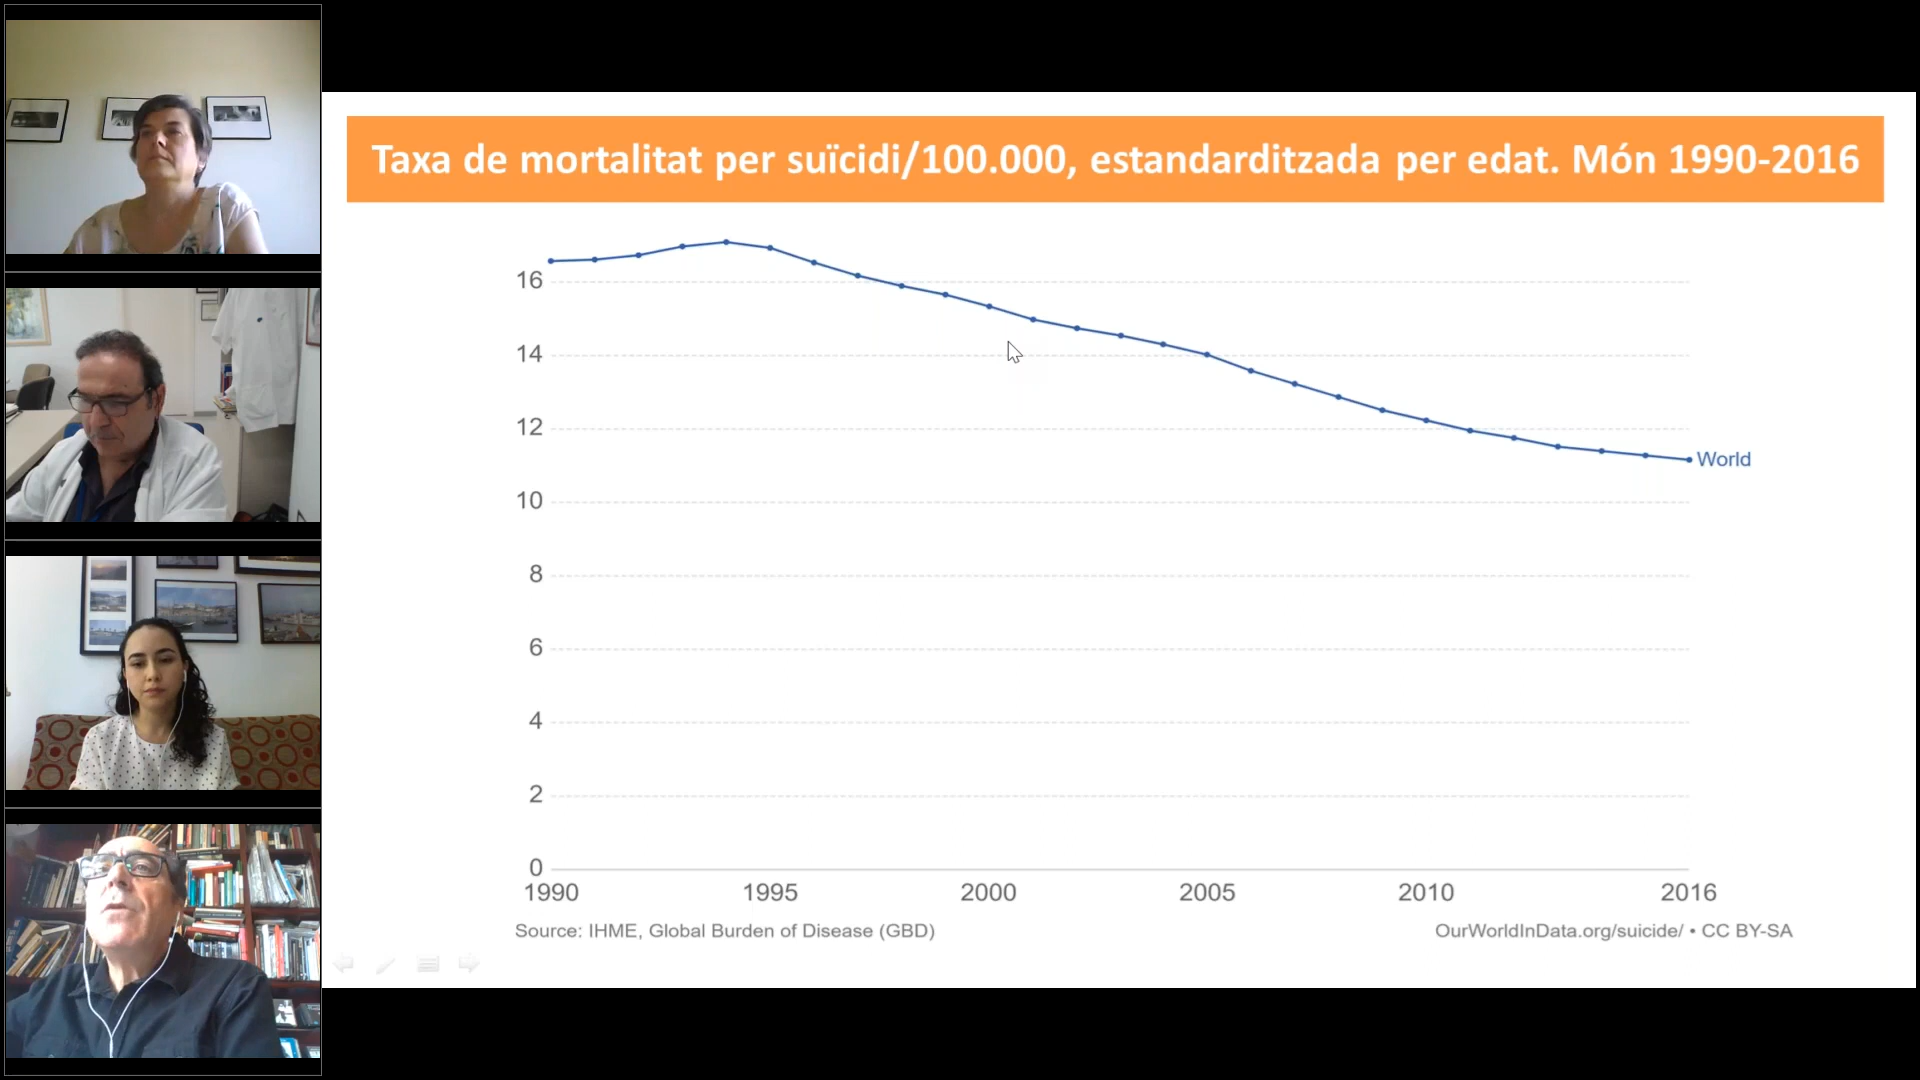 Taxa de mortalitat per suïcidi/100.000, estandarditzada per edat. Món 1990-2016
16
14
12
10
8
6
4
2
0
World
1990 1995 2000 2005 2010 2016
Source: IHME, Global Burden of Disease (GBD)
OurWorldInData.org/suicide/ • CC BY-SA